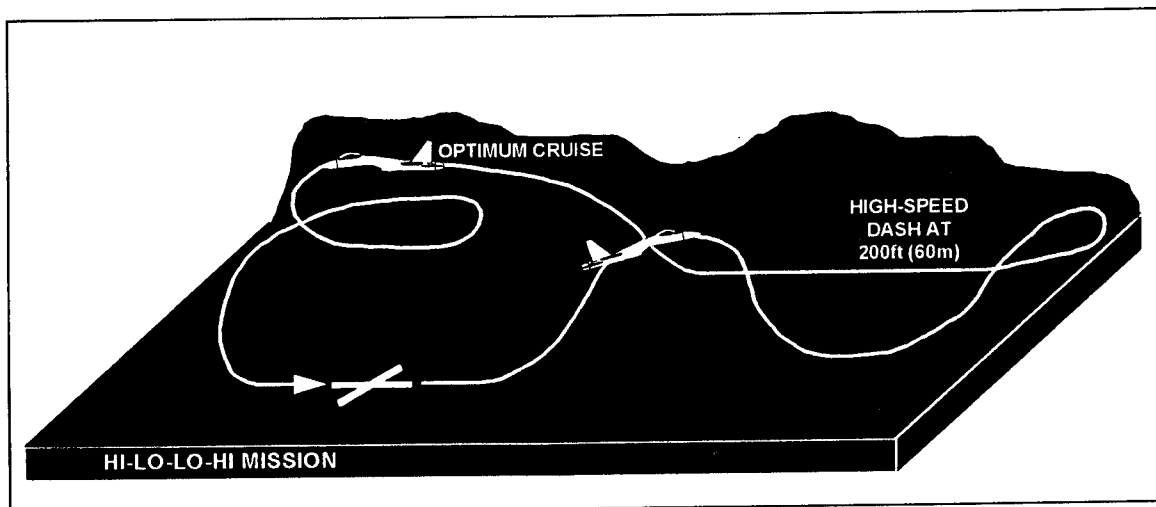 OPTIMUM CRUISE
HIGH-SPEED
DASH AT
200ft (60m)
HI-LO-LO-HI MISSION